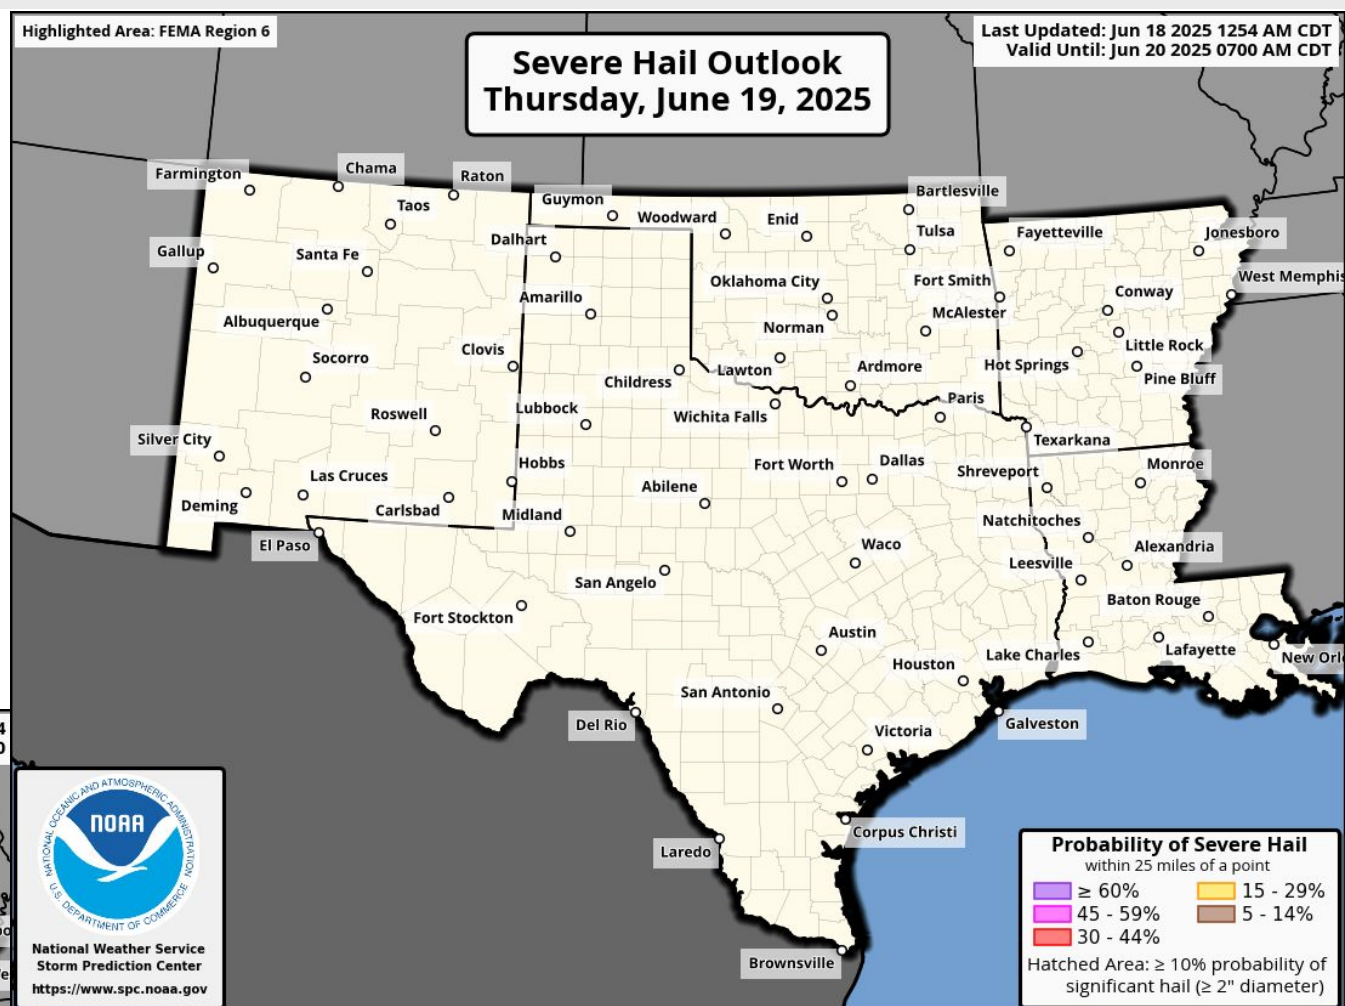 Highlighted Area: FEMA Region 6
Last Updated: Jun 18 2025 1254 AM CDT
Valid Until: Jun 20 2025 0700 AM CDT
Severe Hail Outlook
Thursday, June 19, 2025
Farmington
Chama
Raton
Guymon
Bartlesville
Taos
Woodward
Enid
Tulsa
Fayetteville
Jonesboro
Gallup
Santa Fe
Dalhart
Oklahoma City
Fort Smith
West Memphis
Albuquerque
Amarillo
Norman
McAlester
Conway
Socorro
Clovis
Childress
Lawton
Ardmore
Hot Springs
Little Rock
Pine Bluff
Roswell
Lubbock
Wichita Falls
Paris
Silver City
Texarkana
Las Cruces
Hobbs
Fort Worth
Dallas
Shreveport
Monroe
Deming
Carlsbad
Midland
Abilene
Natchitoches
El Paso
San Angelo
Waco
Leesville
Alexandria
Fort Stockton
Baton Rouge
Austin
Houston
Lake Charles
Lafayette
New Orl
San Antonio
Del Rio
Victoria
Galveston
Laredo
Corpus Christi
Brownsville
4
0
NATIONAL OCEANIC AND ATMOSPHERIC ADMINISTRATION
NOAA
U.S. DEPARTMENT OF COMMERCE
National Weather Service
Storm Prediction Center
https://www.spc.noaa.gov
Probability of Severe Hail
within 25 miles of a point
≥ 60%
15 - 29%
45 - 59%
5 - 14%
30 - 44%
Hatched Area: ≥ 10% probability of
significant hail (≥ 2" diameter)